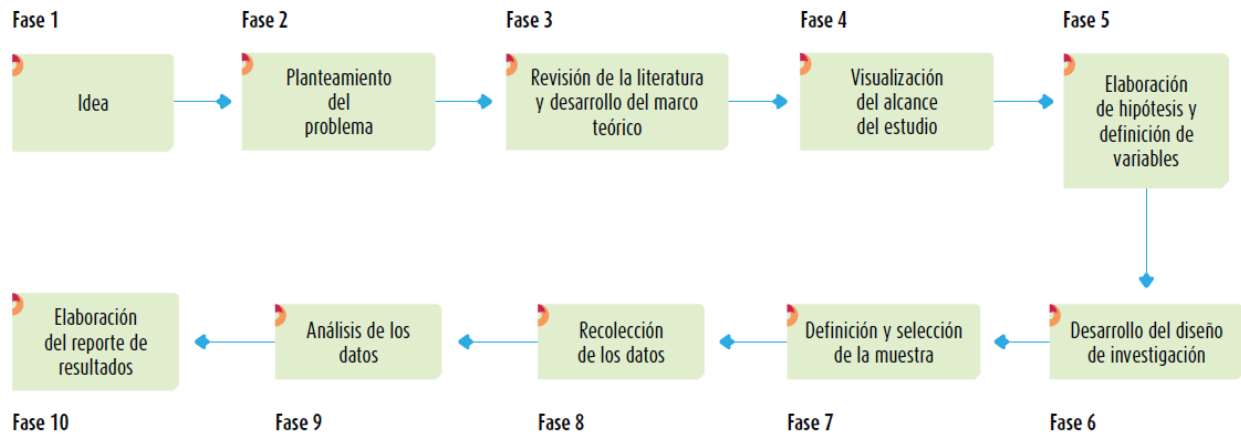 Fase 1
Idea
Fase 2
Planteamiento
del
problema
Fase 3
Revisión de la literatura
y desarrollo del marco
teórico
Fase 4
Visualización
del alcance
del estudio
Fase 5
Elaboración
de hipótesis y
definición de
variables
Desarrollo del diseño
de investigación
Fase 6
Definición y selección
de la muestra
Fase 7
Recolección
de los datos
Fase 8
Análisis de los
datos
Fase 9
Elaboración
del reporte de
resultados
Fase 10